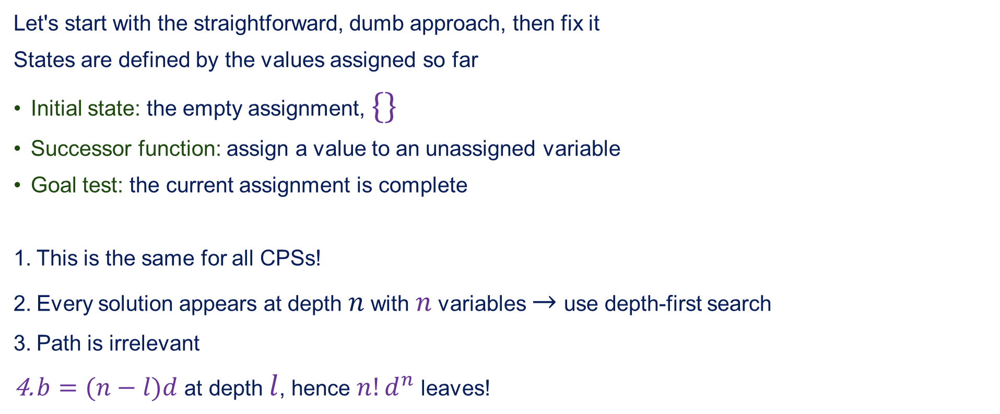 Let's start with the straightforward, dumb approach, then fix it
States are defined by the values assigned so far
• Initial state: the empty assignment, {}
• Successor function: assign a value to an unassigned variable
• Goal test: the current assignment is complete
1. This is the same for all CPSs!
2. Every solution appears at depth n with n variables → use depth-first search
3. Path is irrelevant
4. b = (n − l)d at depth l, hence n! dⁿ leaves!